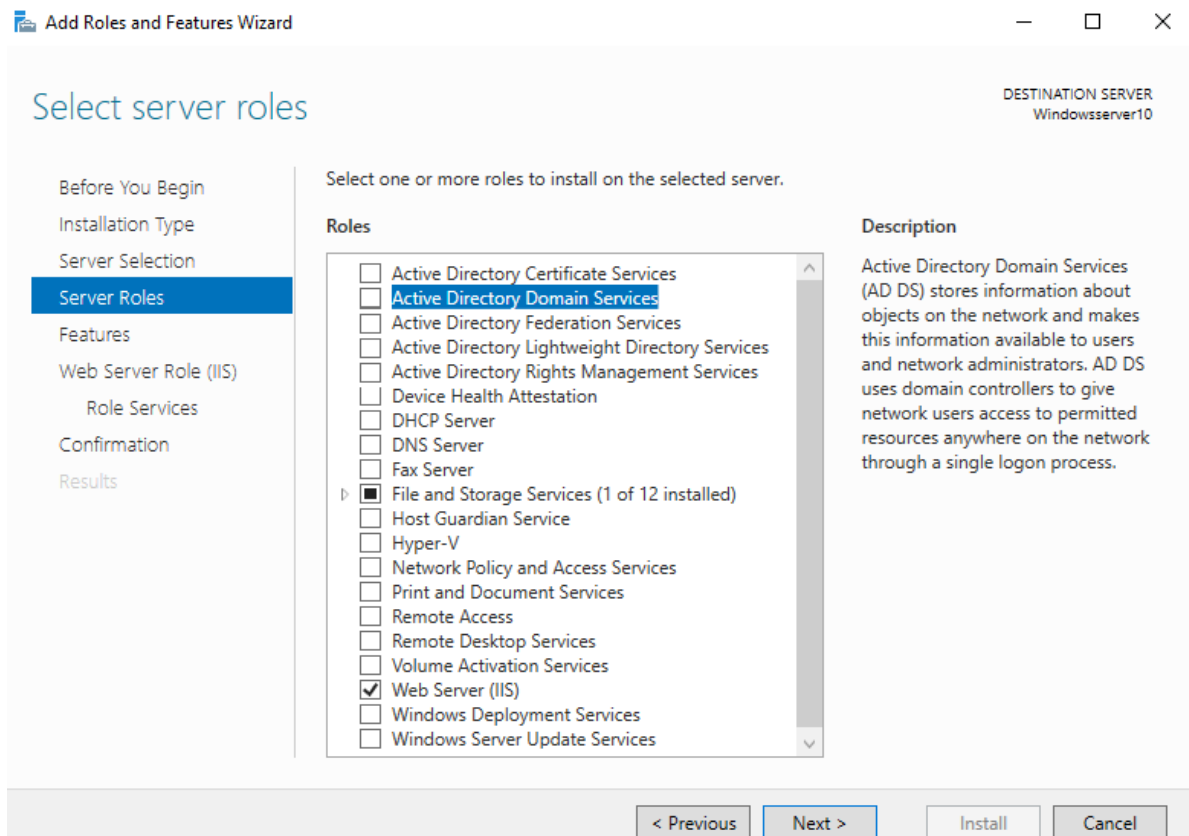 Add Roles and Features Wizard
Select server roles
DESTINATION SERVER
Windowsserver10
Before You Begin
Installation Type
Server Selection
Server Roles
Features
Web Server Role (IIS)
Role Services
Confirmation
Results
Select one or more roles to install on the selected server.
Roles
Active Directory Certificate Services
Active Directory Domain Services
Active Directory Federation Services
Active Directory Lightweight Directory Services
Active Directory Rights Management Services
Device Health Attestation
DHCP Server
DNS Server
Fax Server
File and Storage Services (1 of 12 installed)
Host Guardian Service
Hyper-V
Network Policy and Access Services
Print and Document Services
Remote Access
Remote Desktop Services
Volume Activation Services
Web Server (IIS)
Windows Deployment Services
Windows Server Update Services
Description
Active Directory Domain Services
(AD DS) stores information about
objects on the network and makes
this information available to users
and network administrators. AD DS
uses domain controllers to give
network users access to permitted
resources anywhere on the network
through a single logon process.
< Previous
Next >
Install
Cancel